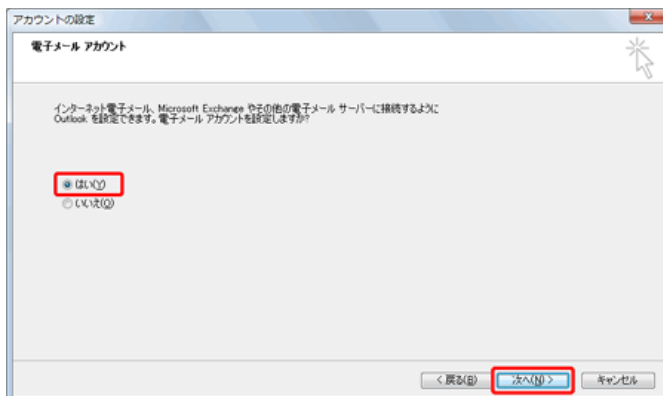 アカウントの設定
電子メール アカウント
インターネット電子メール、Microsoft Exchange やその他の電子メール サーバーに接続するように
Outlook を設定できます。電子メール アカウントを設定しますか?
はい(Y)
いいえ(O)
< 戻る(B)
次へ(N) >
キャンセル